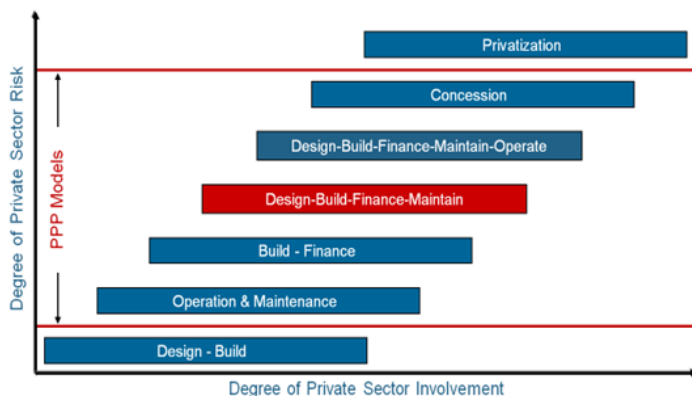 Privatization
Concession
Design-Build-Finance-Maintain-Operate
Design-Build-Finance-Maintain
Build - Finance
Operation & Maintenance
Design - Build
Degree of Private Sector Risk
PPP Models
Degree of Private Sector Involvement